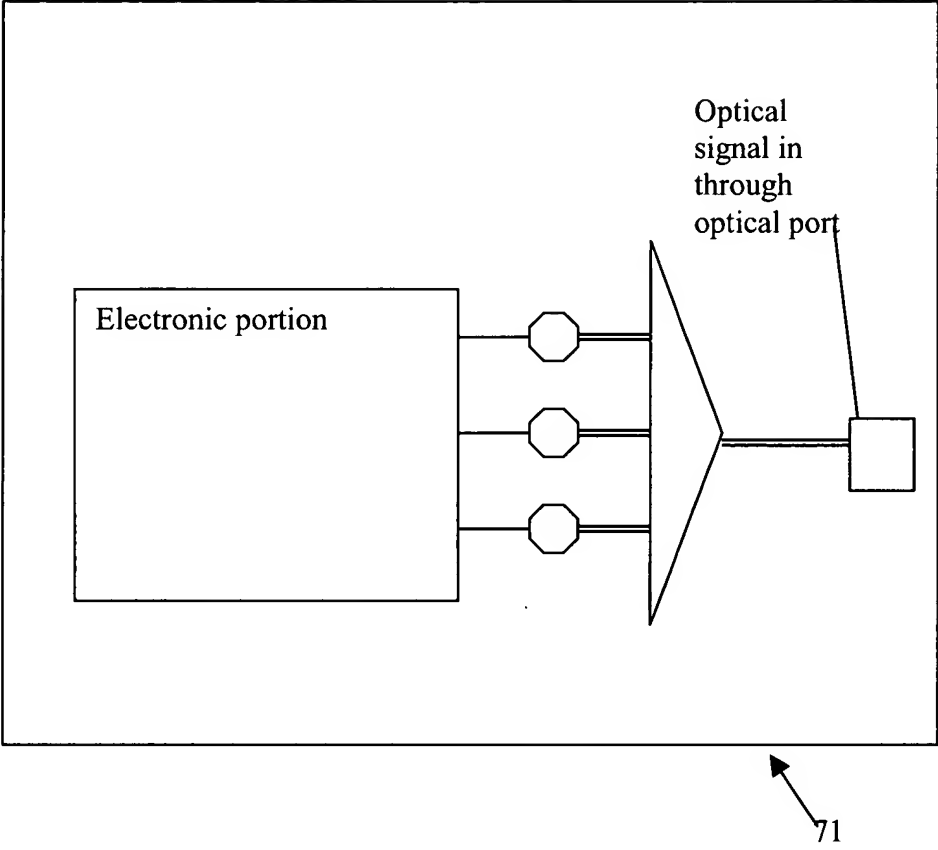 Optical
signal in
through
optical port
Electronic portion
71